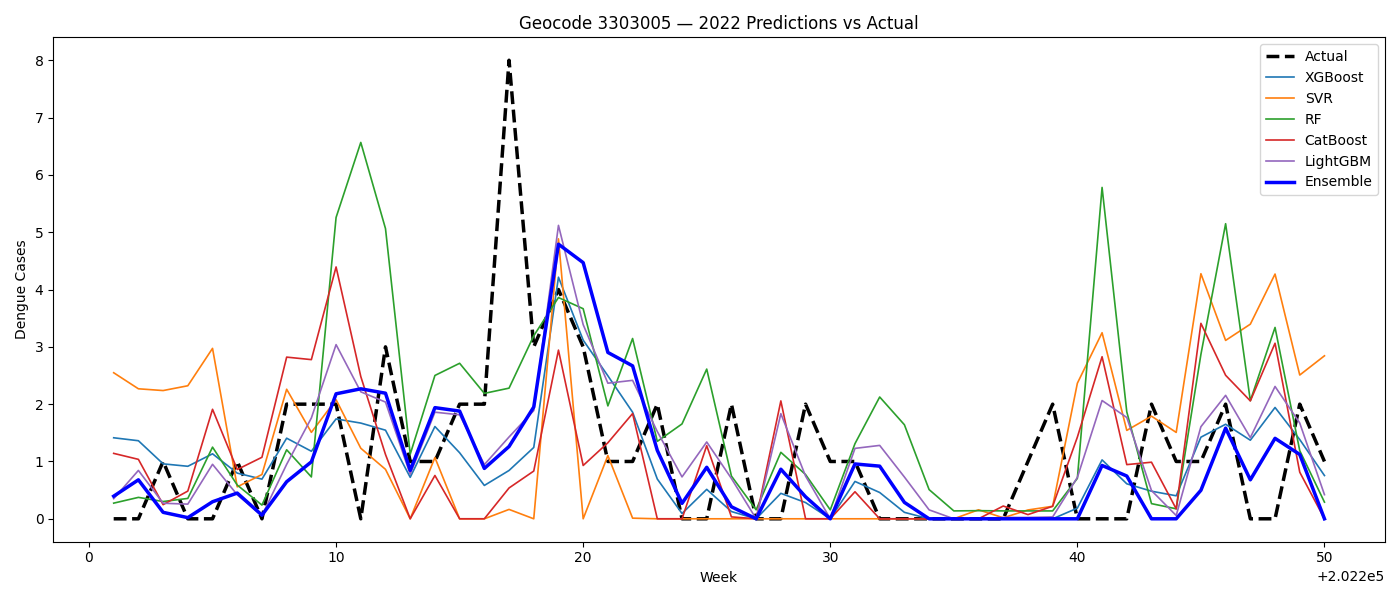 Geocode 3303005 — 2022 Predictions vs Actual
Dengue Cases
8
7
6
5
4
3
2
1
0
Actual
XGBoost
SVR
RF
CatBoost
LightGBM
Ensemble
0 10 20 30 40 50
Week
+2.022e5